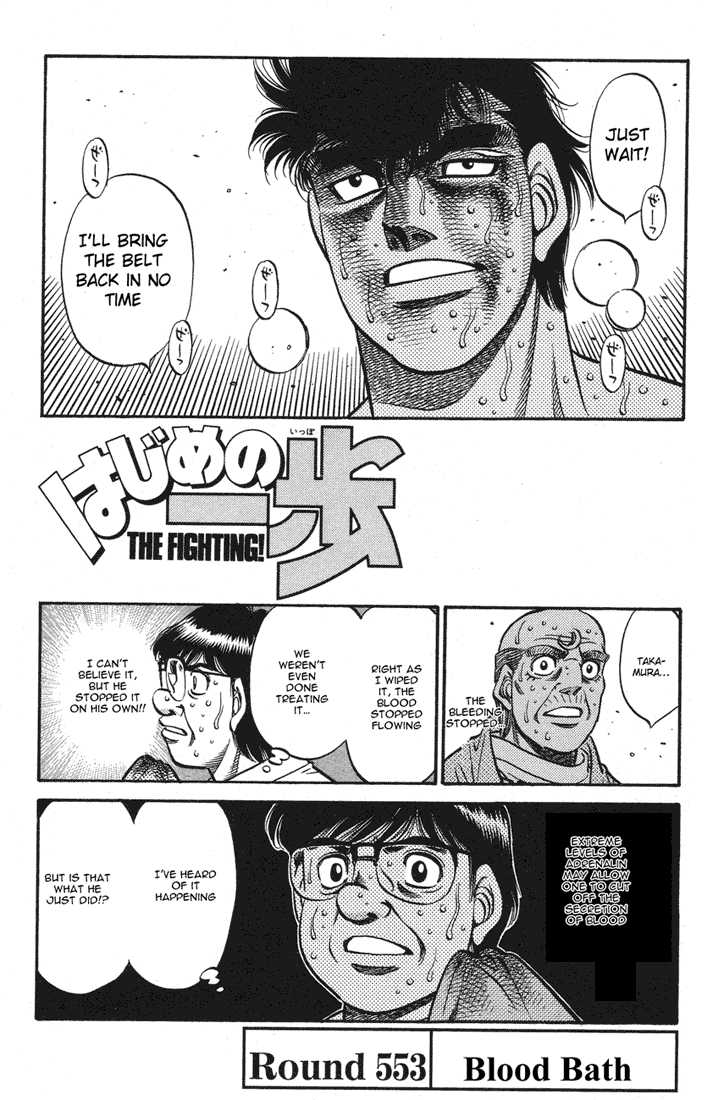 JUST
WAIT!
ぜーっ
ぜーっ
I'LL BRING
THE BELT
BACK IN NO
TIME
ぜーっ
ぜーっ
はじめの一歩
いっぽ
THE FIGHTING!
TAKA-
MURA...
THE
BLEEDING
STOPPED..
RIGHT AS
I WIPED
IT, THE
BLOOD
STOPPED
FLOWING
WE
WEREN'T
EVEN
DONE
TREATING
IT...
I CAN'T
BELIEVE IT,
BUT HE
STOPPED IT
ON HIS OWN!!
EXTREME
LEVELS OF
ADRENALIN
MAY ALLOW
ONE TO CUT
OFF THE
SECRETION
OF BLOOD
I'VE HEARD
OF IT
HAPPENING
BUT IS THAT
WHAT HE
JUST DID!?
Round 553
Blood Bath